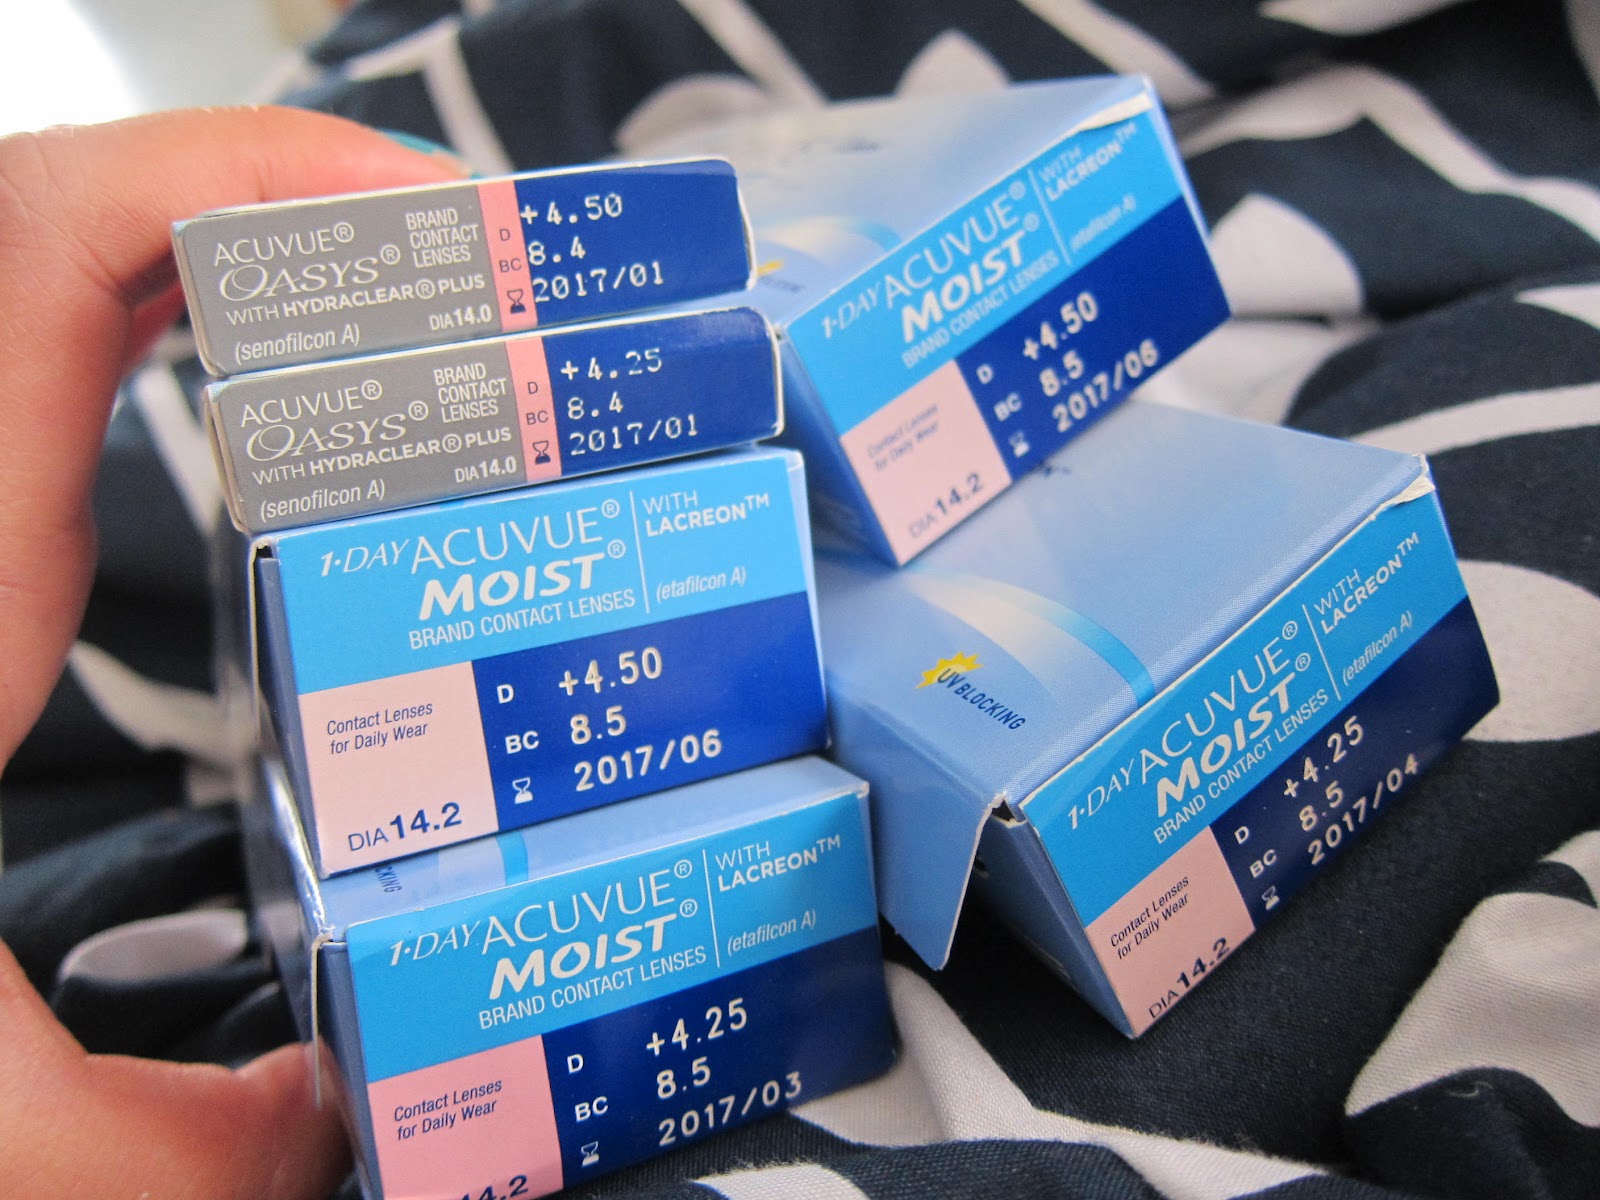 ACUVUE®
OASYS®
BRAND
CONTACT
LENSES
WITH HYDRACLEAR® PLUS
(senofilcon A)
DIA 14.0
D +4.50
BC 8.4
2017/01
ACUVUE®
OASYS®
BRAND
CONTACT
LENSES
WITH HYDRACLEAR® PLUS
(senofilcon A)
DIA 14.0
D +4.25
BC 8.4
2017/01
1·DAY ACUVUE®
MOIST®
BRAND CONTACT LENSES
WITH
LACREON™
(etafilcon A)
Contact Lenses
for Daily Wear
DIA 14.2
D +4.50
BC 8.5
2017/06
1·DAY ACUVUE®
MOIST®
BRAND CONTACT LENSES
WITH
LACREON™
(etafilcon A)
Contact Lenses
for Daily Wear
14.2
D +4.25
BC 8.5
2017/03
1·DAY ACUVUE®
MOIST®
BRAND CONTACT LENSES
WITH
LACREON™
(etafilcon A)
Contact Lenses
for Daily Wear
DIA 14.2
D +4.50
BC 8.5
2017/06
UV BLOCKING
1·DAY ACUVUE®
MOIST®
BRAND CONTACT LENSES
WITH
LACREON™
(etafilcon A)
Contact Lenses
for Daily Wear
DIA 14.2
D +4.25
BC 8.5
2017/04